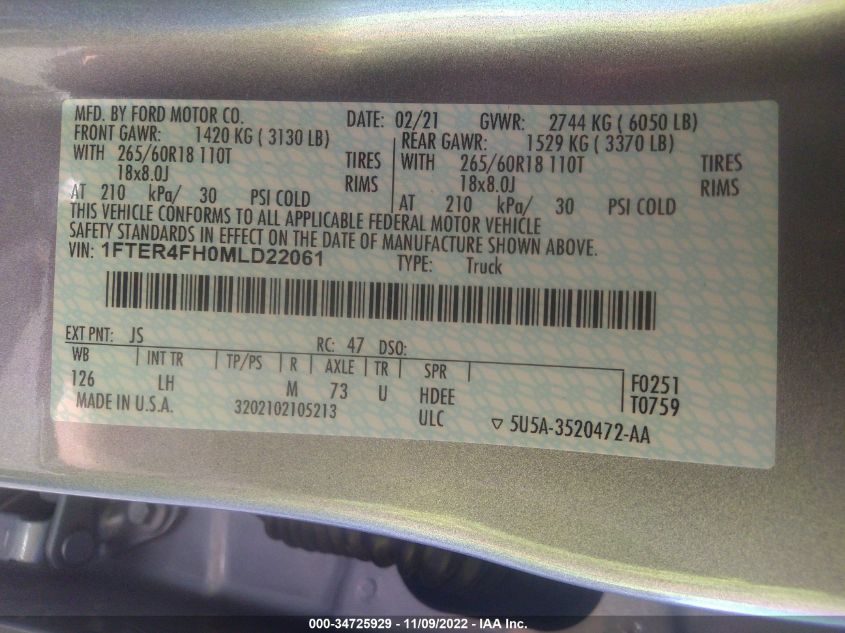 MFD. BY FORD MOTOR CO. DATE: 02/21 GVWR: 2744 KG ( 6050 LB)
FRONT GAWR: 1420 KG ( 3130 LB) REAR GAWR: 1529 KG ( 3370 LB)
WITH 265/60R18 110T TIRES WITH 265/60R18 110T TIRES
18x8.0J RIMS 18x8.0J RIMS
AT 210 kPa/ 30 PSI COLD AT 210 kPa/ 30 PSI COLD
THIS VEHICLE CONFORMS TO ALL APPLICABLE FEDERAL MOTOR VEHICLE
SAFETY STANDARDS IN EFFECT ON THE DATE OF MANUFACTURE SHOWN ABOVE.
VIN: 1FTER4FH0MLD22061 TYPE: Truck
EXT PNT: JS RC: 47 DSO:
WB INT TR TP/PS R AXLE TR SPR
126 LH M 73 U HDEE F0251
MADE IN U.S.A. 3202102105213 ULC T0759
▽ 5U5A-3520472-AA
000-34725929 - 11/09/2022 - IAA Inc.